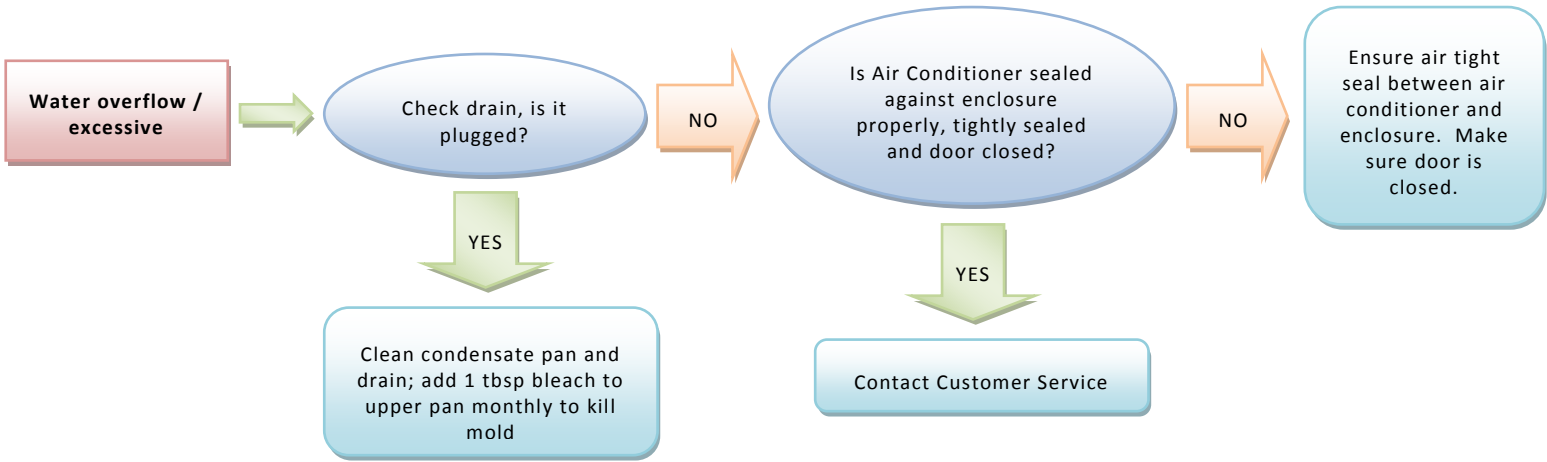 Water overflow /
excessive
Check drain, is it
plugged?
NO
Is Air Conditioner sealed
against enclosure
properly, tightly sealed
and door closed?
NO
Ensure air tight
seal between air
conditioner and
enclosure.  Make
sure door is
closed.
YES
YES
Clean condensate pan and
drain; add 1 tbsp bleach to
upper pan monthly to kill
mold
Contact Customer Service